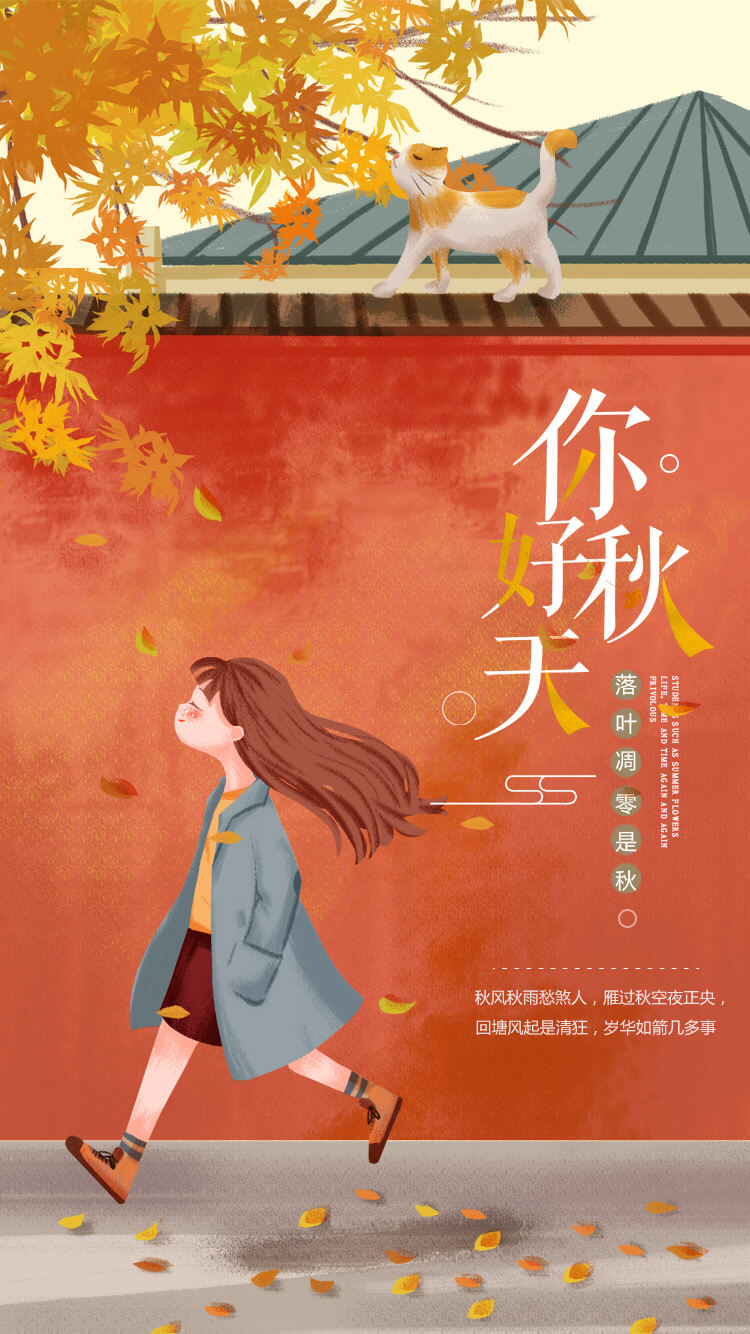 你好秋天
落叶凋零是秋
STUDENTS SUCH AS SUMMER FLOWERS
LIFE, TIME AND TIME AGAIN AND AGAIN
FRIVOLOUS
秋风秋雨愁煞人，雁过秋空夜正央，
回塘风起是清狂，岁华如箭几多事